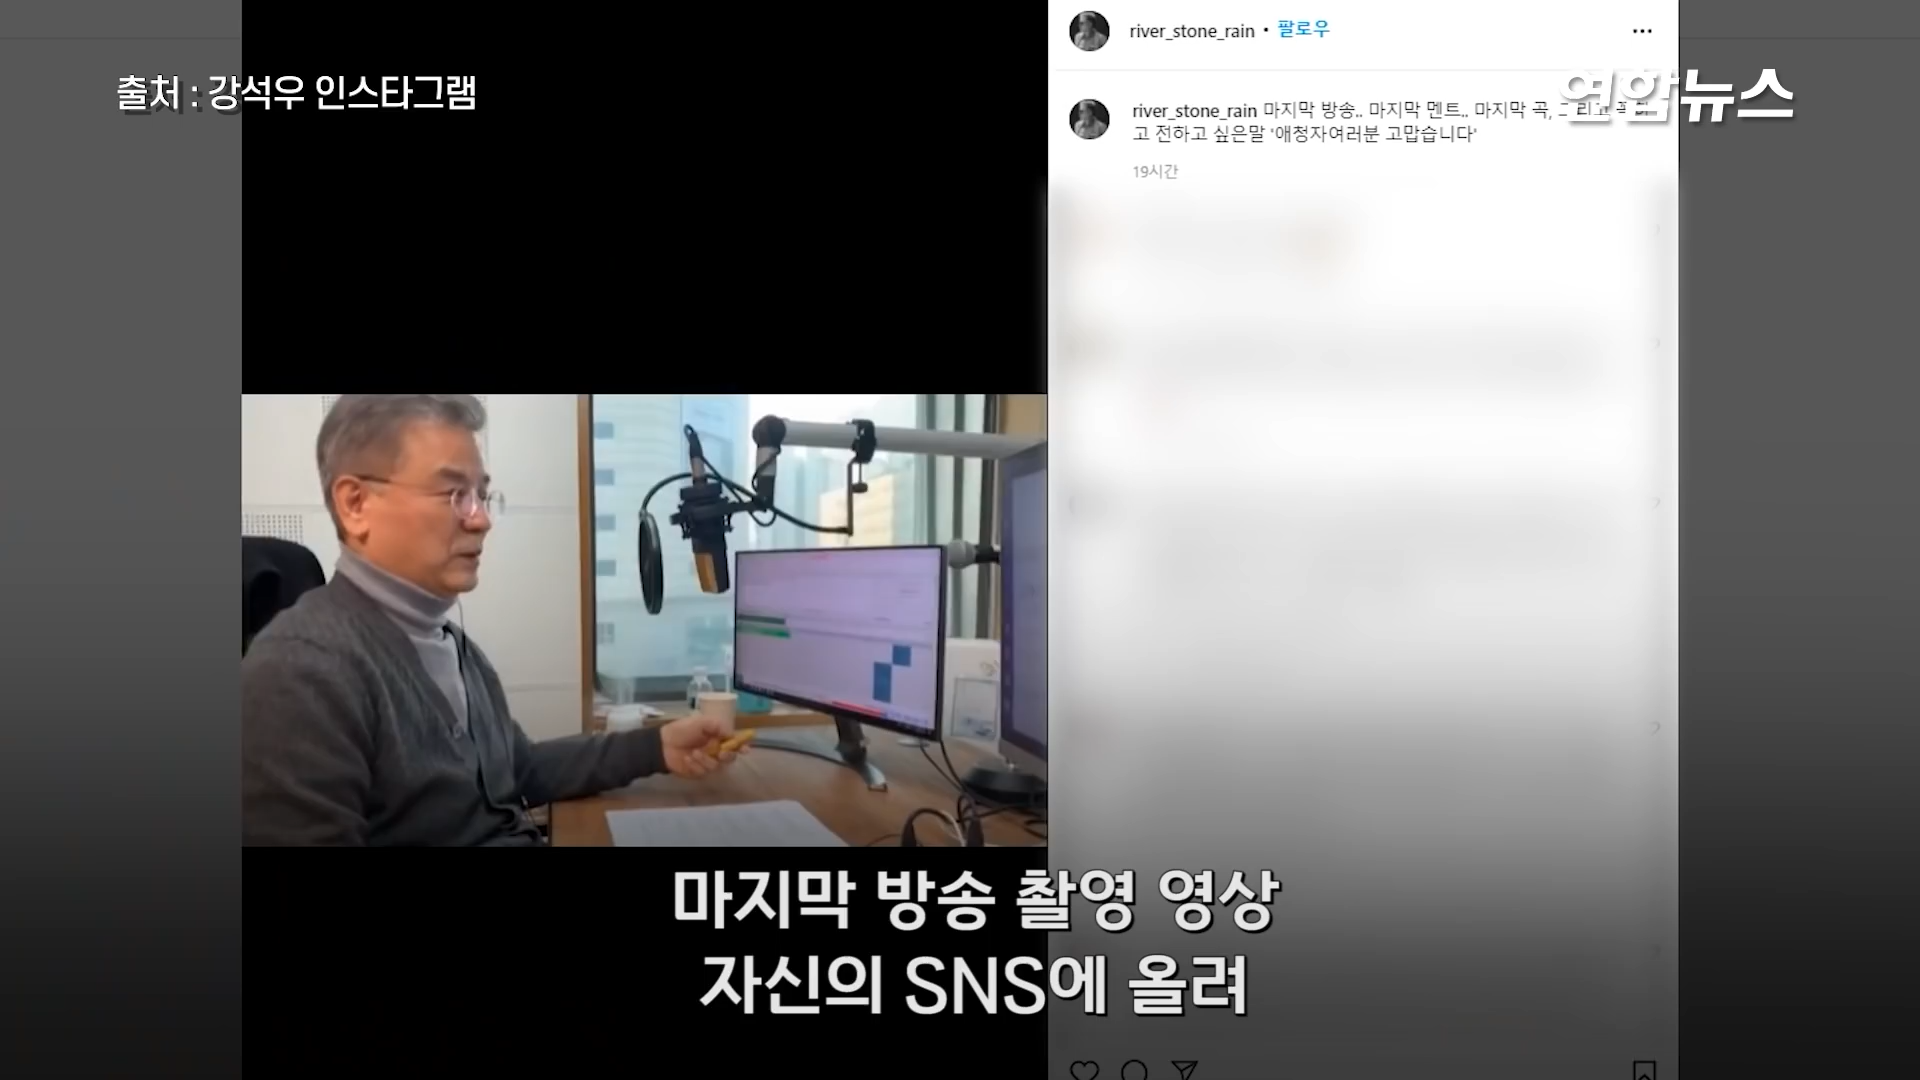 river_stone_rain • 팔로우
출처 : 강석우 인스타그램
연합뉴스
river_stone_rain 마지막 방송.. 마지막 멘트.. 마지막 곡,
고 전하고 싶은말 '애청자여러분 고맙습니다'
19시간
마지막 방송 촬영 영상
자신의 SNS에 올려